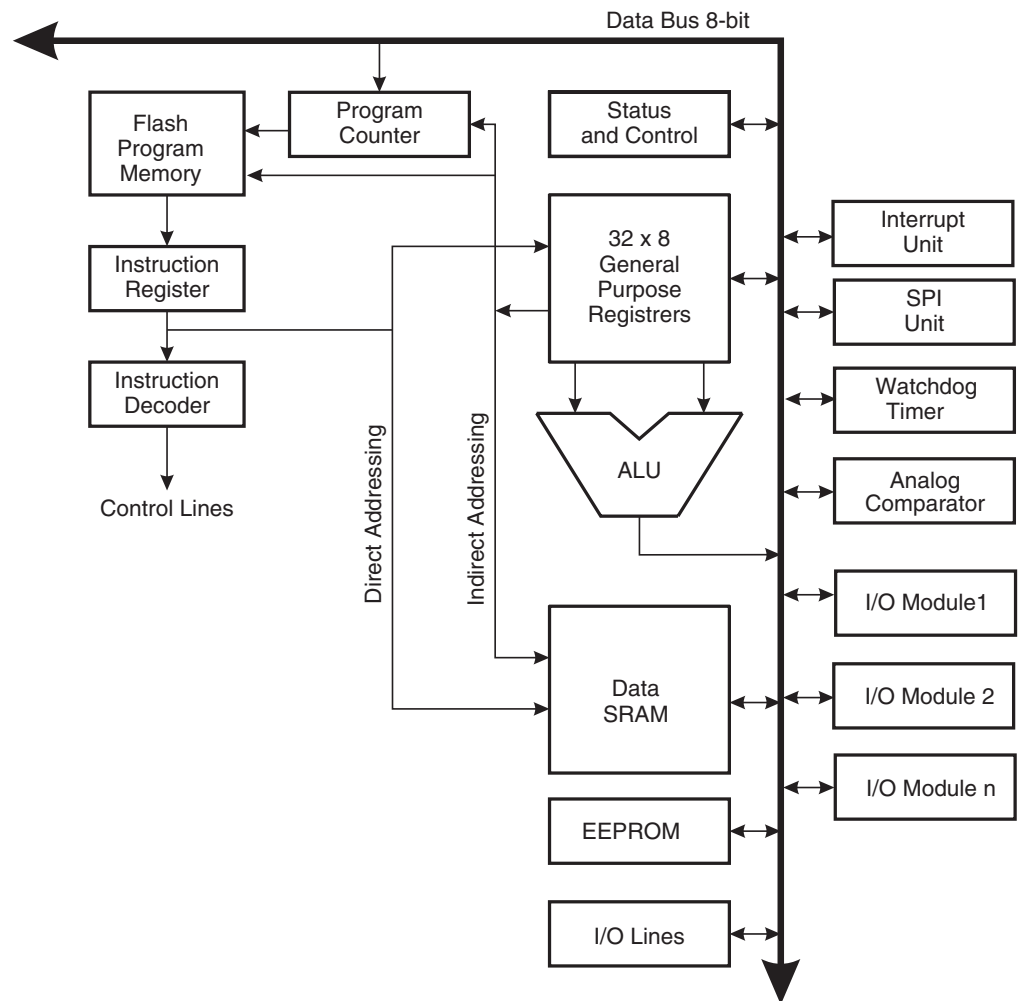 Data Bus 8-bit
Flash
Program
Memory
Program
Counter
Status
and Control
32 x 8
General
Purpose
Registrers
Interrupt
Unit
Instruction
Register
SPI
Unit
Instruction
Decoder
Watchdog
Timer
Direct Addressing
Indirect Addressing
ALU
Analog
Comparator
Control Lines
I/O Module1
Data
SRAM
I/O Module 2
I/O Module n
EEPROM
I/O Lines